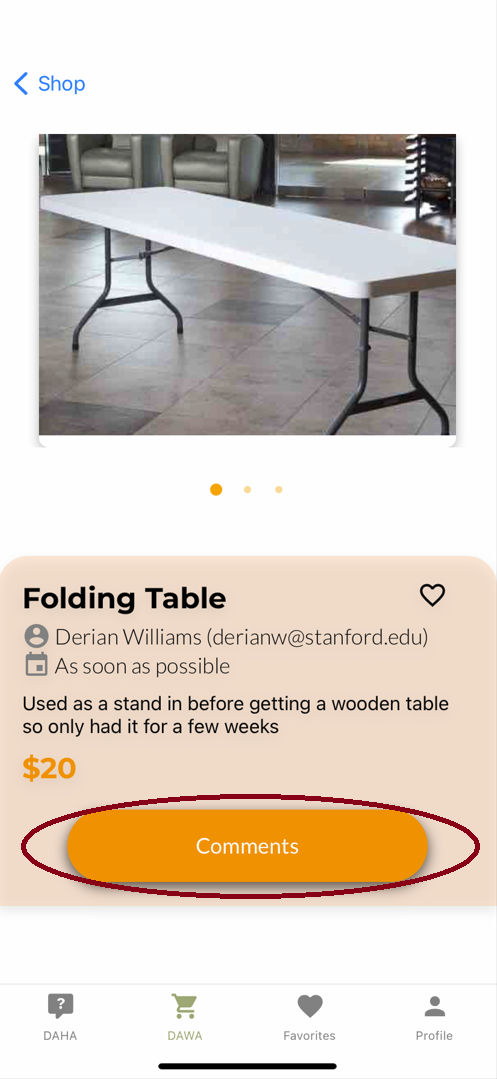 Shop
Folding Table
Derian Williams (derianw@stanford.edu)
As soon as possible
Used as a stand in before getting a wooden table
so only had it for a few weeks
$20
Comments
?
DAHA
DAWA
Favorites
Profile